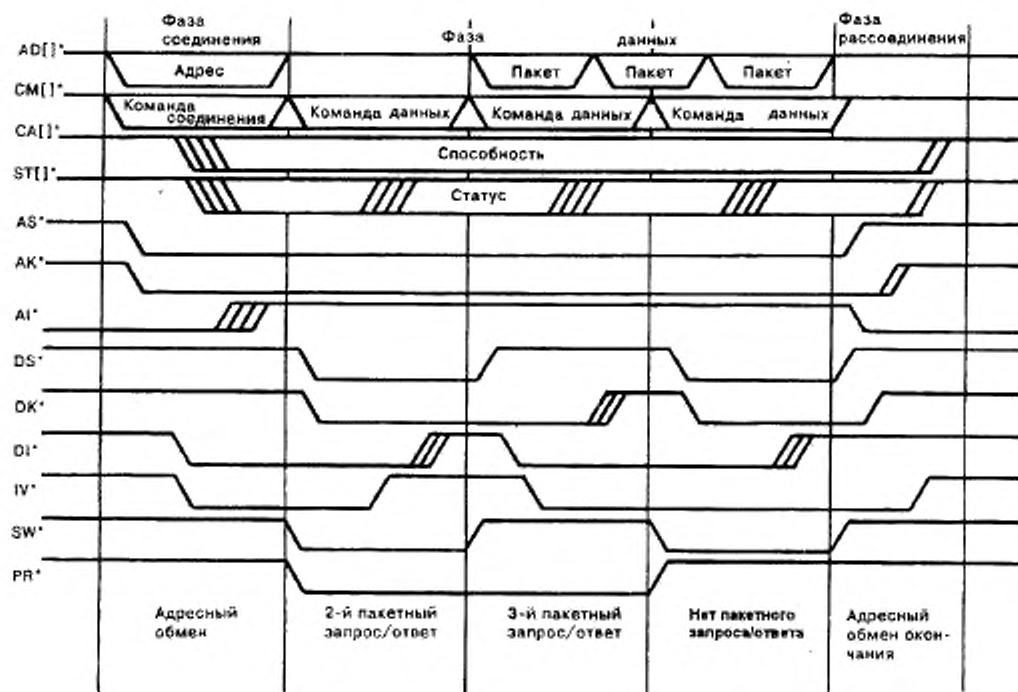 Фаза
соединения
Фаза данных
Фаза
рассоединения
AD[]*
Адрес
Пакет
Пакет
Пакет
CM[]*
Команда
соединения
Команда данных
Команда данных
Команда данных
CA[]*
Способность
ST[]*
Статус
AS*
AK*
AI*
DS*
DK*
DI*
IV*
SW*
PR*
Адресный
обмен
2-й пакетный
запрос/ответ
3-й пакетный
запрос/ответ
Нет пакетного
запроса/ответа
Адресный
обмен окон-
чания